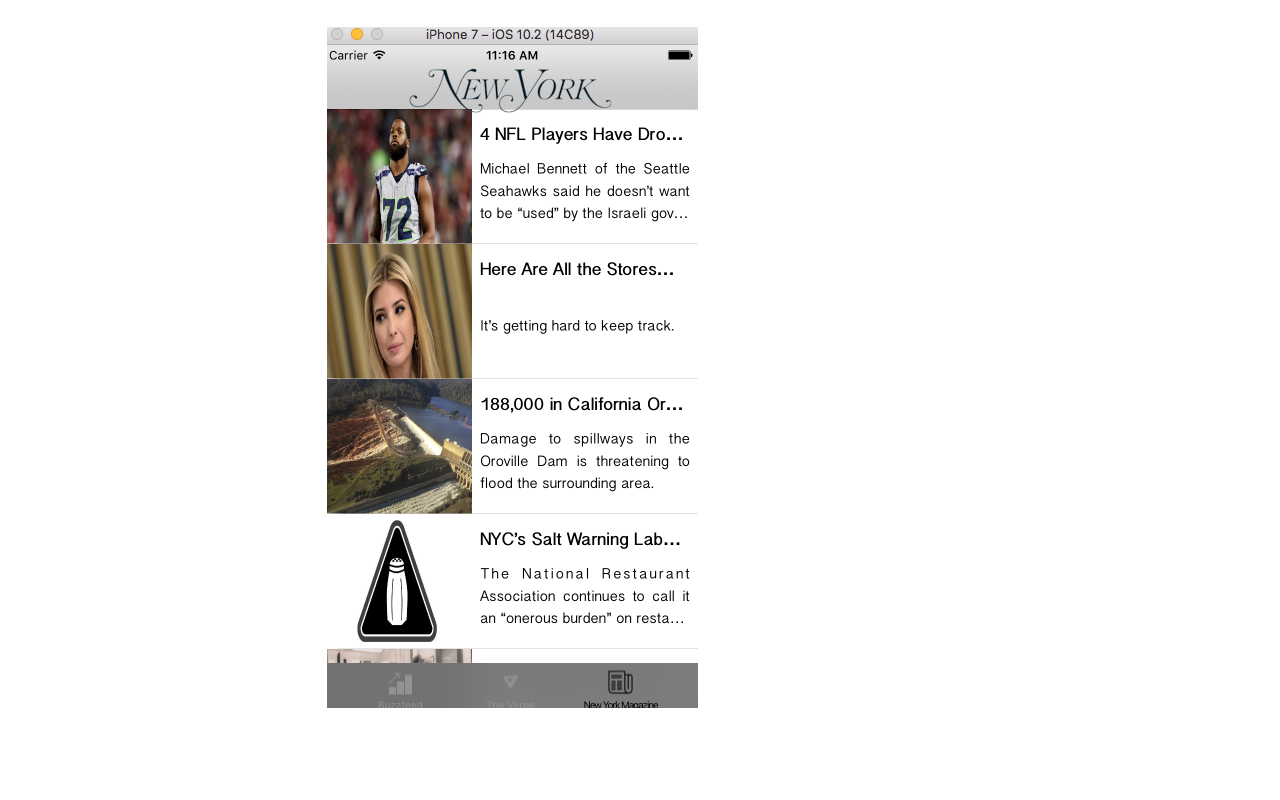 iPhone 7 – iOS 10.2 (14C89)
Carrier 11:16 AM
NEW YORK
4 NFL Players Have Dro...
Michael Bennett of the Seattle
Seahawks said he doesn’t want
to be “used” by the Israeli gov...
72
Here Are All the Stores...
It’s getting hard to keep track.
188,000 in California Or...
Damage to spillways in the
Oroville Dam is threatening to
flood the surrounding area.
NYC’s Salt Warning Lab...
The National Restaurant
Association continues to call it
an “onerous burden” on resta...
Buzzfeed The Verge New York Magazine